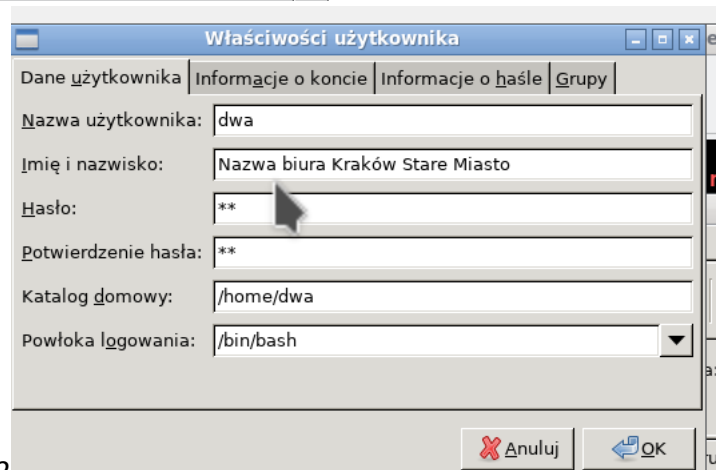 Właściwości użytkownika
Dane użytkownika Informacje o koncie Informacje o haśle Grupy
Nazwa użytkownika: dwa
Imię i nazwisko: Nazwa biura Kraków Stare Miasto
Hasło: **
Potwierdzenie hasła: **
Katalog domowy: /home/dwa
Powłoka logowania: /bin/bash
Anuluj OK